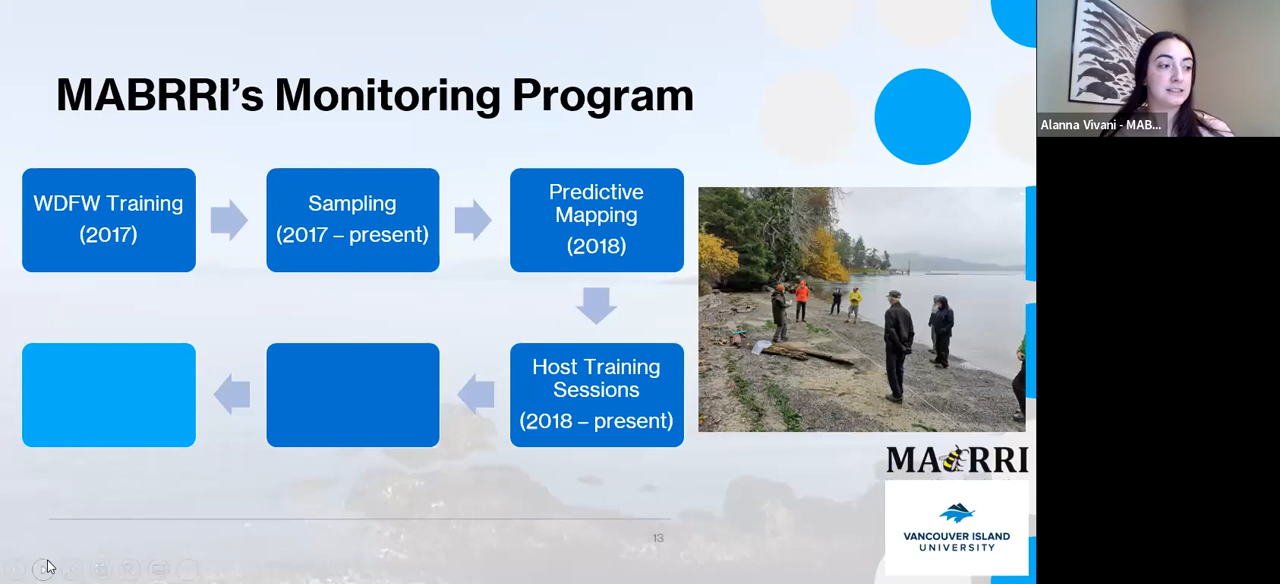 MABRRI's Monitoring Program
WDFW Training
(2017)
Sampling
(2017 – present)
Predictive
Mapping
(2018)
Host Training
Sessions
(2018 – present)
13
MABRRI
VANCOUVER ISLAND
UNIVERSITY
Alanna Vivani - MAB...